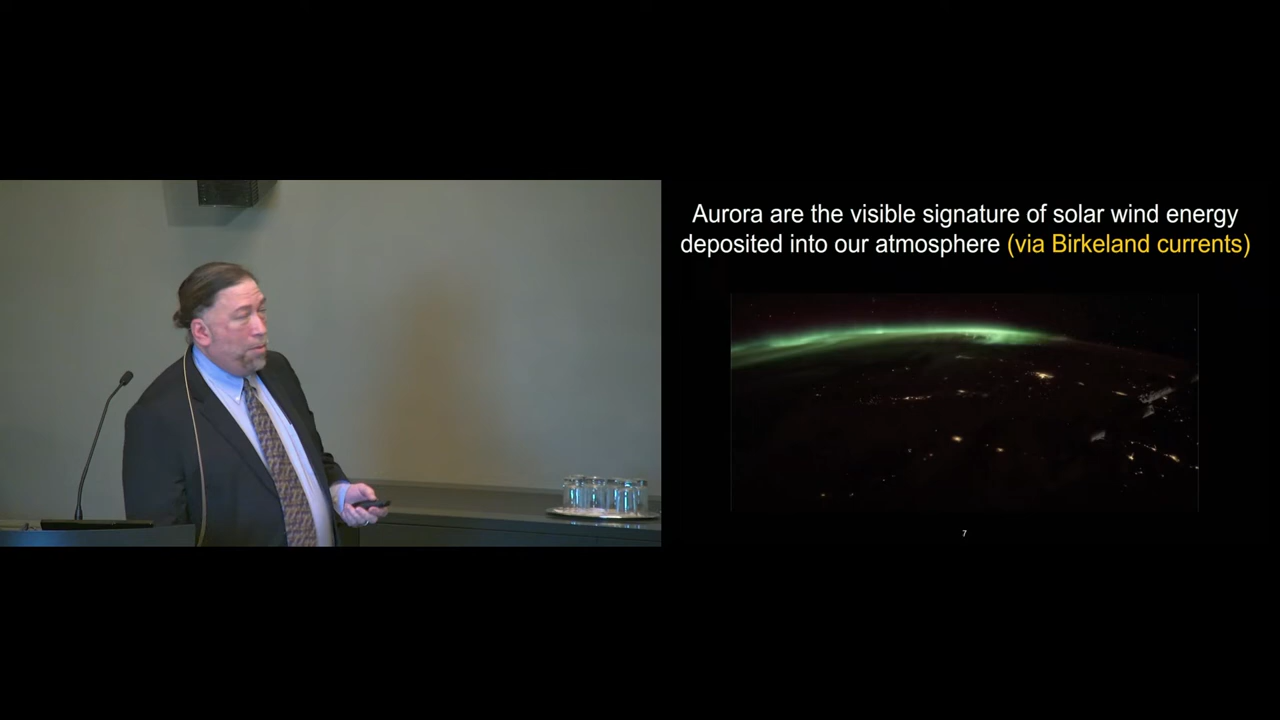 Aurora are the visible signature of solar wind energy
deposited into our atmosphere (via Birkeland currents)
7